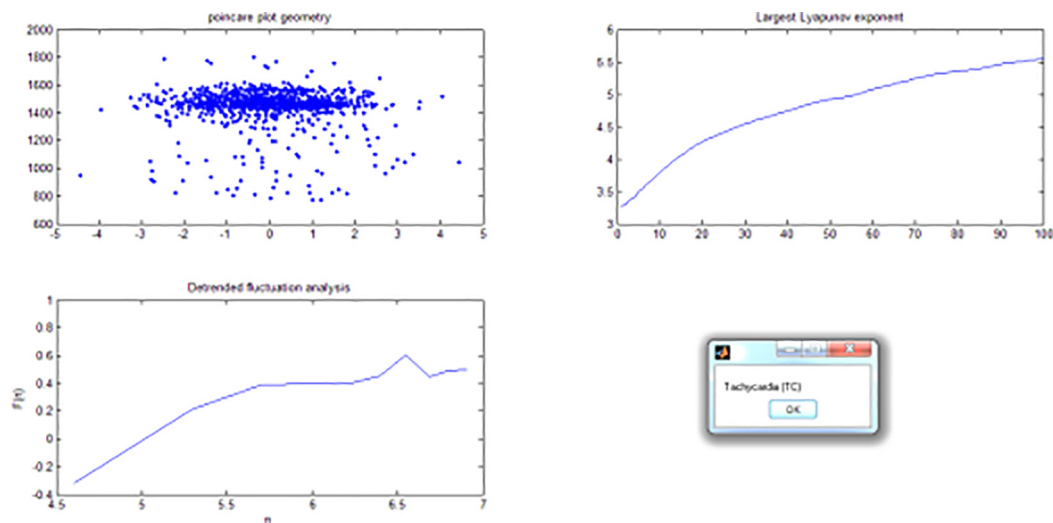 poincare plot geometry
2000
1800
1600
1400
1200
1000
800
600
-5 -4 -3 -2 -1 0 1 2 3 4 5
Largest Lyapunov exponent
6
5.5
5
4.5
4
3.5
3
0 10 20 30 40 50 60 70 80 90 100
Detrended fluctuation analysis
F(n)
1
0.8
0.6
0.4
0.2
0
-0.2
-0.4
4.5 5 5.5 6 6.5 7
n
Tachycardia (TC)
OK